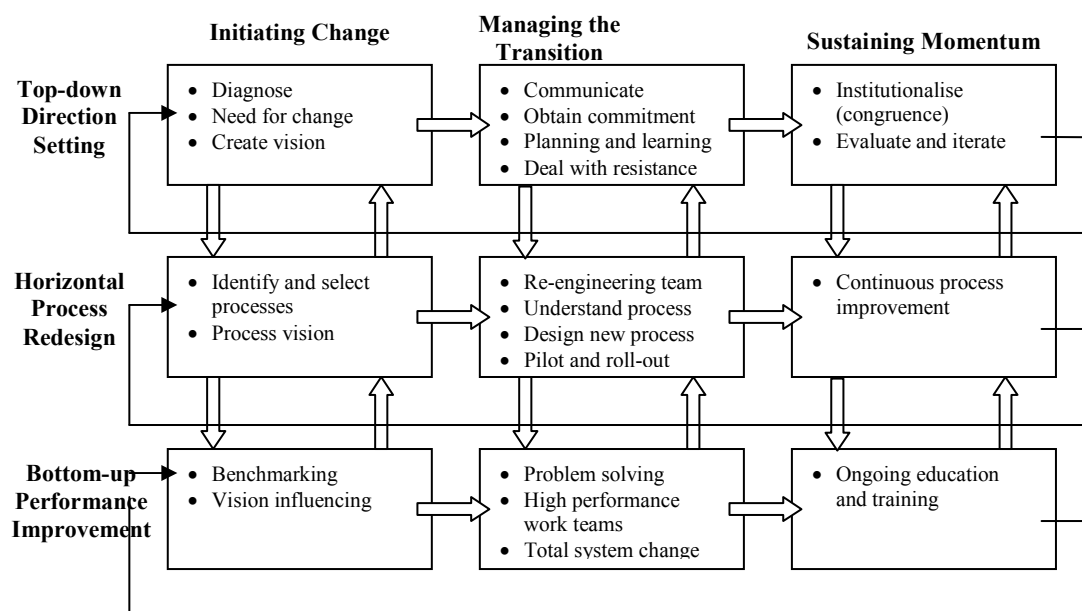 Initiating Change
Managing the
Transition
Sustaining Momentum
Top-down
Direction
Setting
• Diagnose
• Need for change
• Create vision
• Communicate
• Obtain commitment
• Planning and learning
• Deal with resistance
• Institutionalise
(congruence)
• Evaluate and iterate
Horizontal
Process
Redesign
• Identify and select
processes
• Process vision
• Re-engineering team
• Understand process
• Design new process
• Pilot and roll-out
• Continuous process
improvement
Bottom-up
Performance
Improvement
• Benchmarking
• Vision influencing
• Problem solving
• High performance
work teams
• Total system change
• Ongoing education
and training